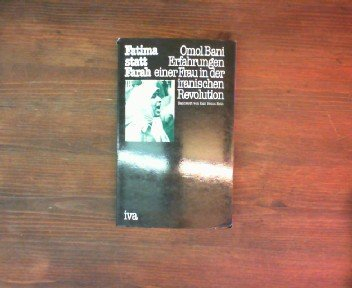 Fatima
statt
Farah
Omol Bani
Erfahrungen
einer Frau in der
iranischen
Revolution
iva